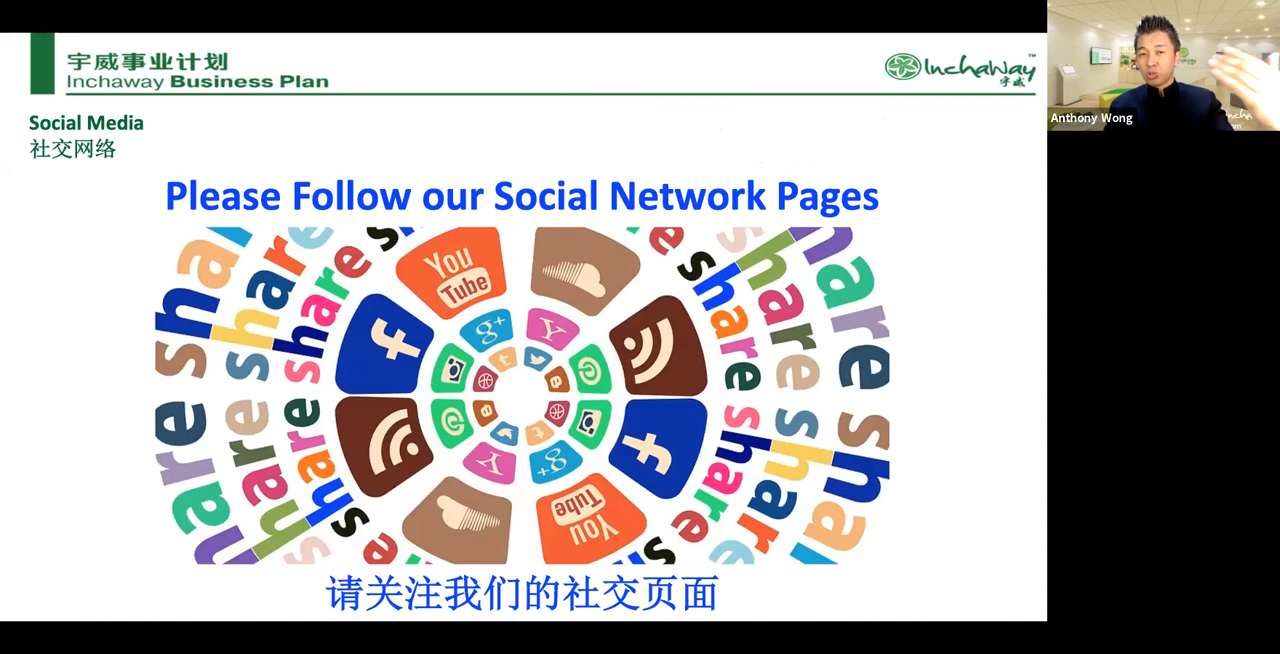 宇威事业计划
Inchaway Business Plan
Inchaway™
宇威
Anthony Wong
Social Media
社交网络
Please Follow our Social Network Pages
You Tube
share share share share
share share share share
You Tube
请关注我们的社交页面